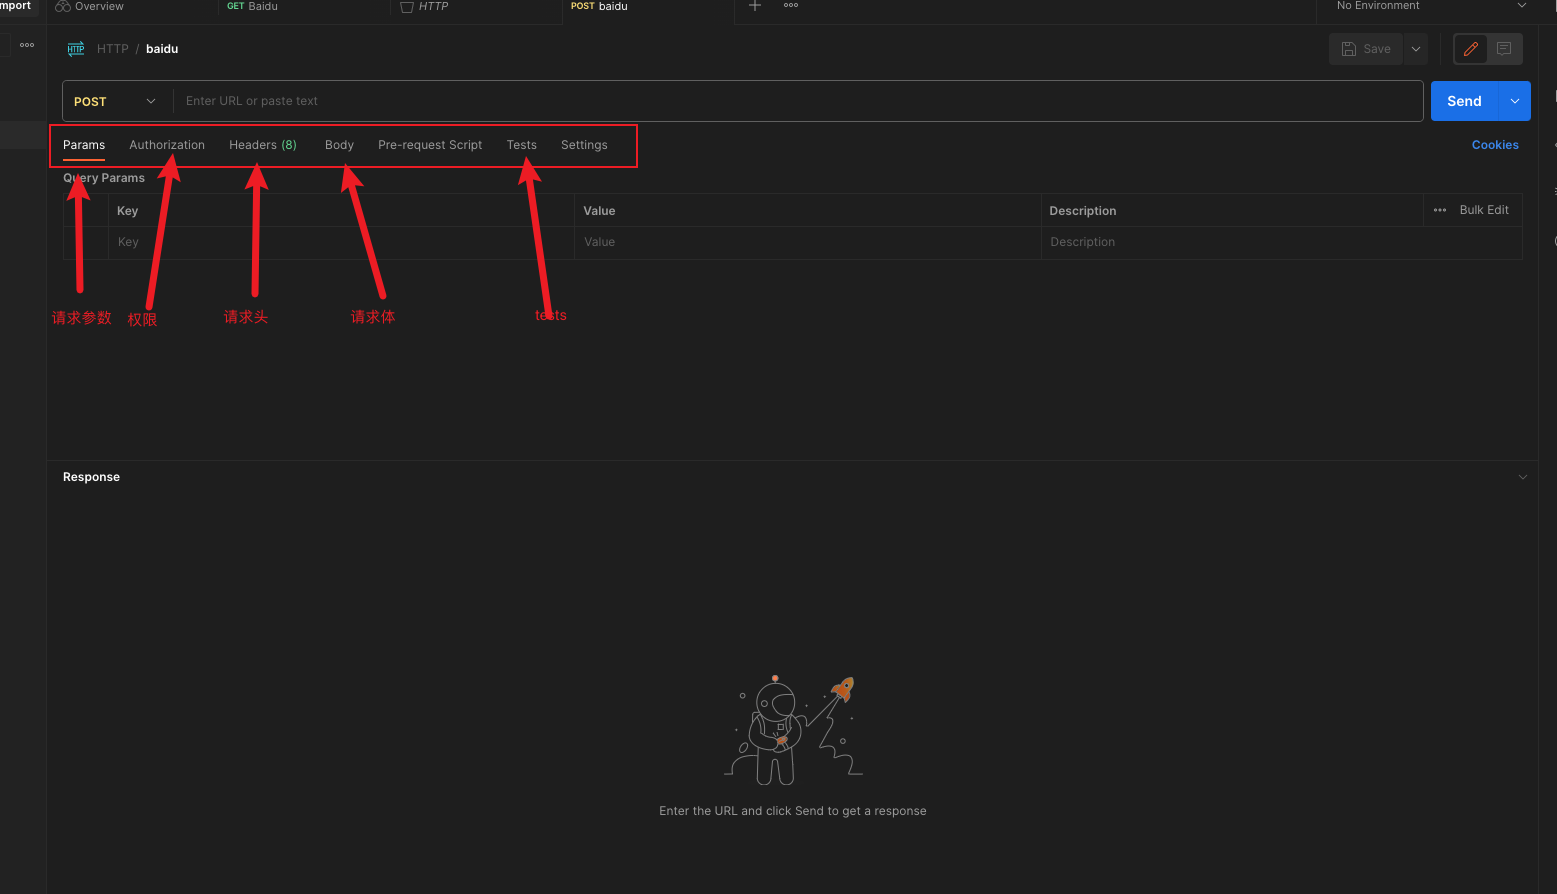 mport
Overview
GET Baidu
HTTP
POST baidu
No Environment
HTTP
HTTP / baidu
Save
POST
Enter URL or paste text
Send
Params Authorization Headers (8) Body Pre-request Script Tests Settings
Cookies
Query Params
Key Value Description
Bulk Edit
Key Value Description
请求参数 权限 请求头 请求体 tests
Response
Enter the URL and click Send to get a response